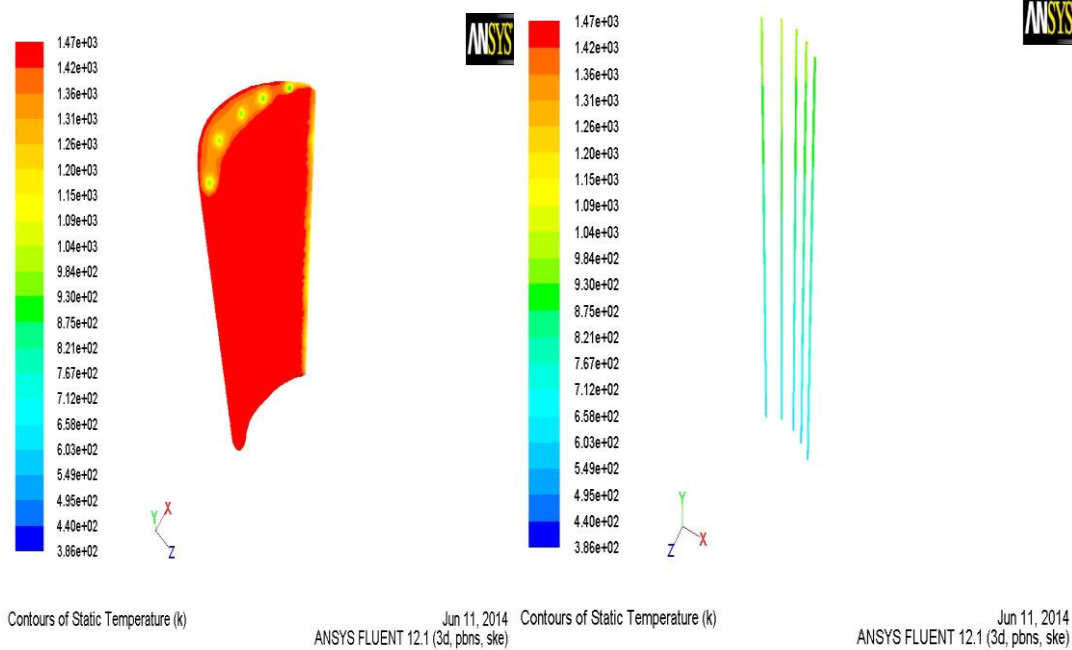 ANSYS
1.47e+03
1.42e+03
1.36e+03
1.31e+03
1.26e+03
1.20e+03
1.15e+03
1.09e+03
1.04e+03
9.84e+02
9.30e+02
8.75e+02
8.21e+02
7.67e+02
7.12e+02
6.58e+02
6.03e+02
5.49e+02
4.95e+02
4.40e+02
3.86e+02
Y
X
Z
Contours of Static Temperature (k)
Jun 11, 2014
ANSYS FLUENT 12.1 (3d, pbns, ske)
ANSYS
1.47e+03
1.42e+03
1.36e+03
1.31e+03
1.26e+03
1.20e+03
1.15e+03
1.09e+03
1.04e+03
9.84e+02
9.30e+02
8.75e+02
8.21e+02
7.67e+02
7.12e+02
6.58e+02
6.03e+02
5.49e+02
4.95e+02
4.40e+02
3.86e+02
Y
X
Z
Contours of Static Temperature (k)
Jun 11, 2014
ANSYS FLUENT 12.1 (3d, pbns, ske)